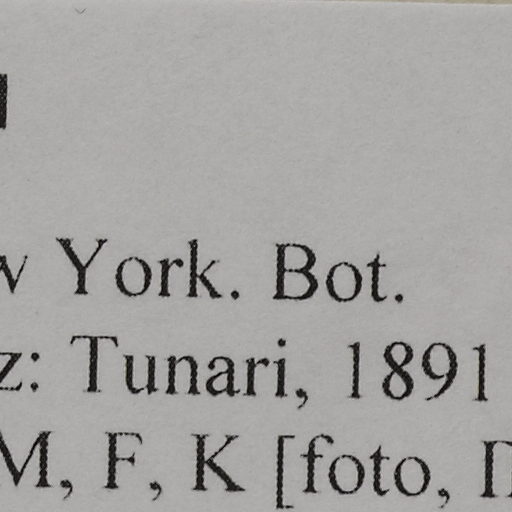 York. Bot.
z: Tunari, 1891
M, F, K [foto,